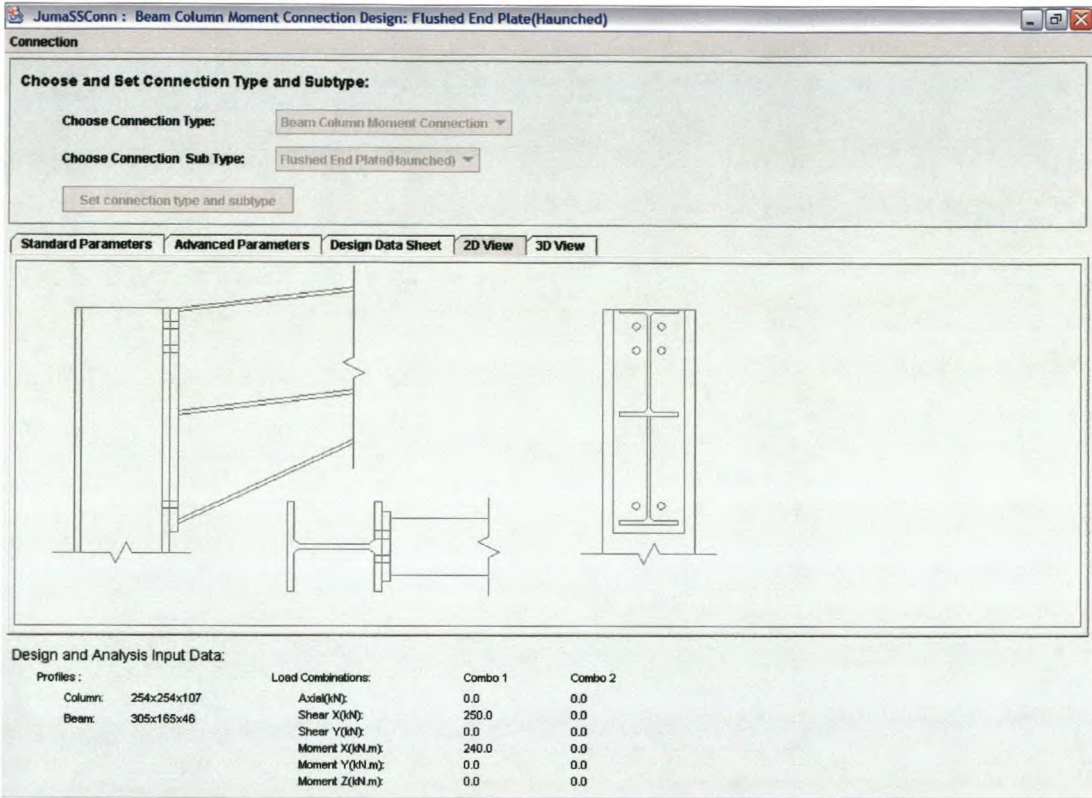 JumaSSConn : Beam Column Moment Connection Design: Flushed End Plate(Haunched)
Connection
Choose and Set Connection Type and Subtype:
Choose Connection Type: Beam Column Moment Connection
Choose Connection Sub Type: Flushed End Plate(Haunched)
Set connection type and subtype
Standard Parameters Advanced Parameters Design Data Sheet 2D View 3D View
Design and Analysis Input Data:
Profiles : Load Combinations: Combo 1 Combo 2
Column: 254x254x107 Axial(kN): 0.0 0.0
Beam: 305x165x46 Shear X(kN): 250.0 0.0
Shear Y(kN): 0.0 0.0
Moment X(kN.m): 240.0 0.0
Moment Y(kN.m): 0.0 0.0
Moment Z(kN.m): 0.0 0.0